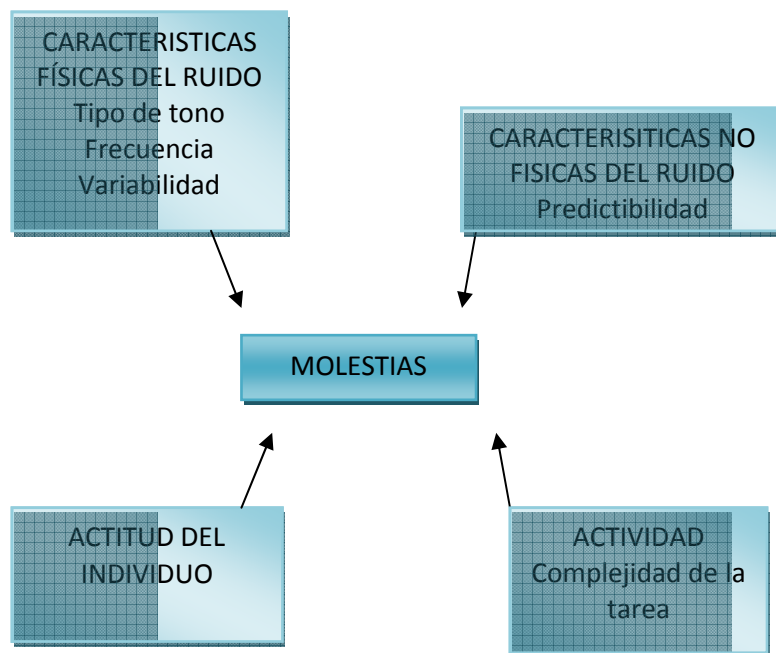 CARACTERISTICAS
FÍSICAS DEL RUIDO
Tipo de tono
Frecuencia
Variabilidad
CARACTERISITICAS NO
FISICAS DEL RUIDO
Predictibilidad
MOLESTIAS
ACTITUD DEL
INDIVIDUO
ACTIVIDAD
Complejidad de la
tarea